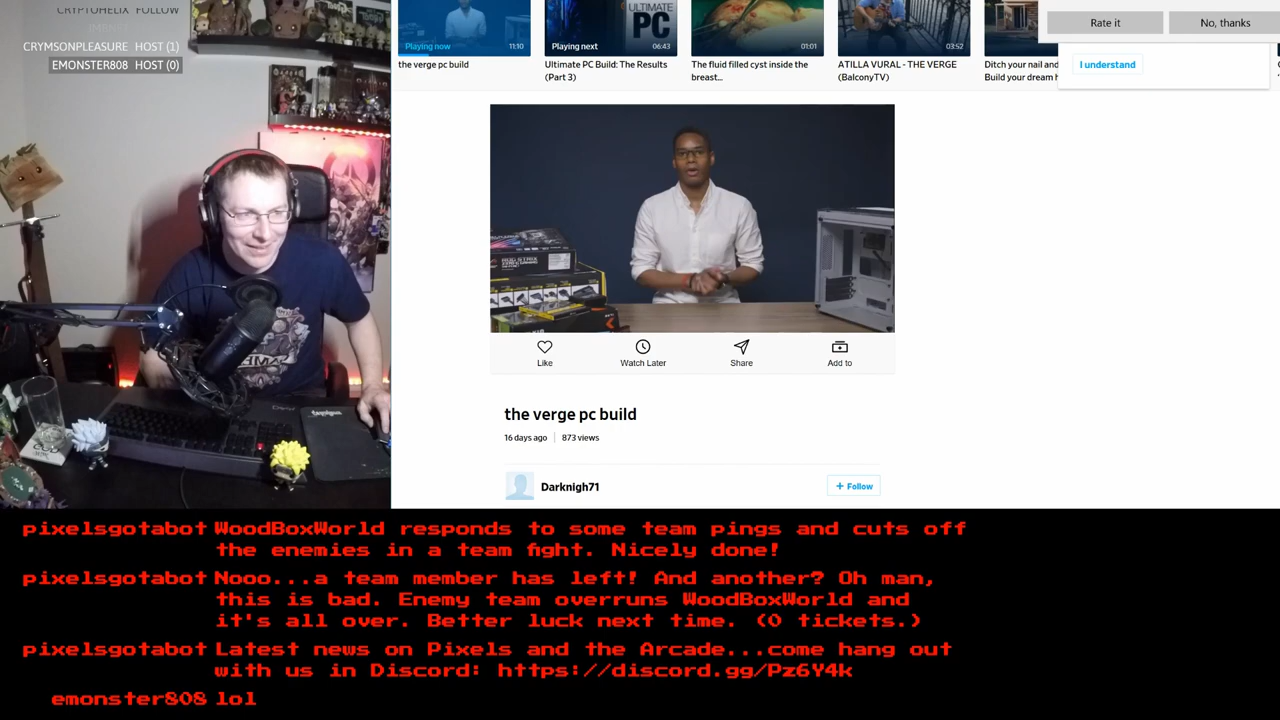 CRYPTOHELIX FOLLOW
CRYMSONPLEASURE HOST (1)
EMONSTER808 HOST (0)
Playing now
11:10
the verge pc build
ULTIMATE
PC
Playing next
06:43
Ultimate PC Build: The Results
(Part 3)
01:01
The fluid filled cyst inside the
breast...
03:52
ATILLA VURAL - THE VERGE
(BalconyTV)
Ditch your nail and
Build your dream h
Rate it
No, thanks
I understand
Like
Watch Later
Share
Add to
the verge pc build
16 days ago
873 views
Darknigh71
+ Follow
pixelsgotabot WoodBoxWorld responds to some team pings and cuts off
the enemies in a team fight. Nicely done!
pixelsgotabot Nooo...a team member has left! And another? Oh man,
this is bad. Enemy team overruns WoodBoxWorld and
it's all over. Better luck next time. (0 tickets.)
pixelsgotabot Latest news on Pixels and the Arcade...come hang out
with us in Discord: https://discord.gg/Pz6Y4k
emonster808 lol